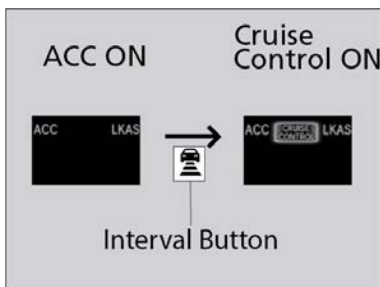 ACC ON
Cruise
Control ON
ACC LKAS
ACC CRUISE CONTROL LKAS
Interval Button